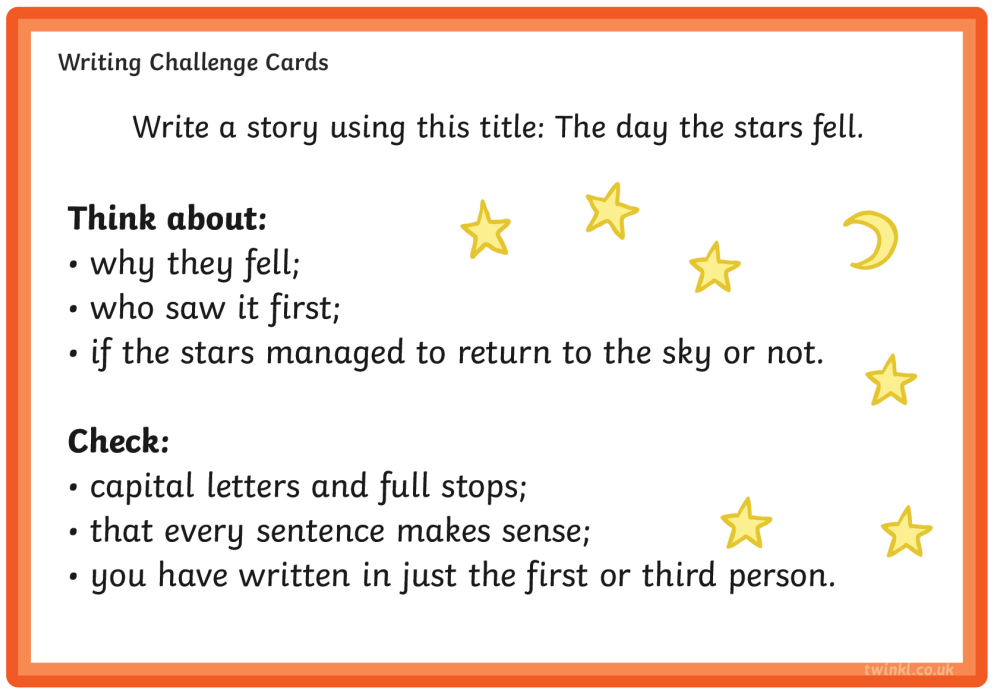 Writing Challenge Cards
Write a story using this title: The day the stars fell.
Think about:
• why they fell;
• who saw it first;
• if the stars managed to return to the sky or not.
Check:
• capital letters and full stops;
• that every sentence makes sense;
• you have written in just the first or third person.
twinkl.co.uk